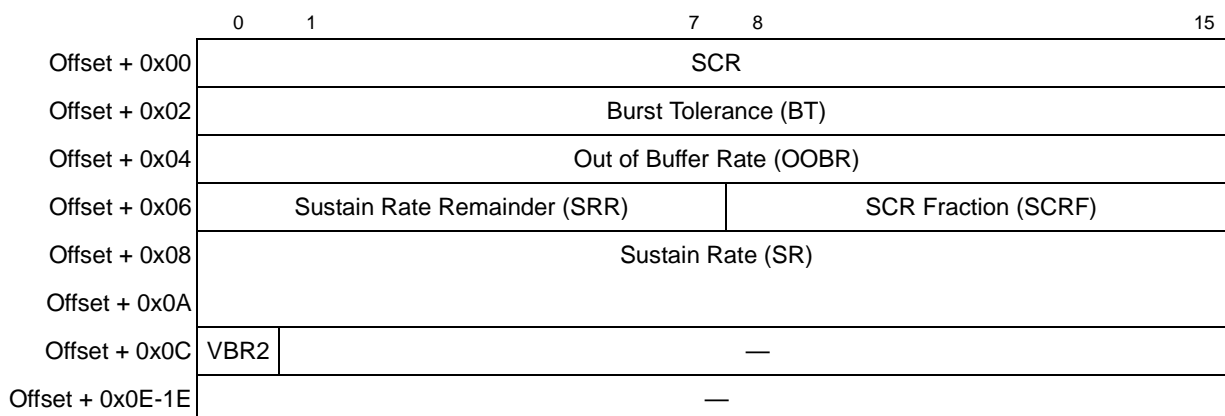 0 1 7 8 15
Offset + 0x00 SCR
Offset + 0x02 Burst Tolerance (BT)
Offset + 0x04 Out of Buffer Rate (OOBR)
Offset + 0x06 Sustain Rate Remainder (SRR) SCR Fraction (SCRF)
Offset + 0x08 Sustain Rate (SR)
Offset + 0x0A
Offset + 0x0C VBR2 —
Offset + 0x0E-1E —